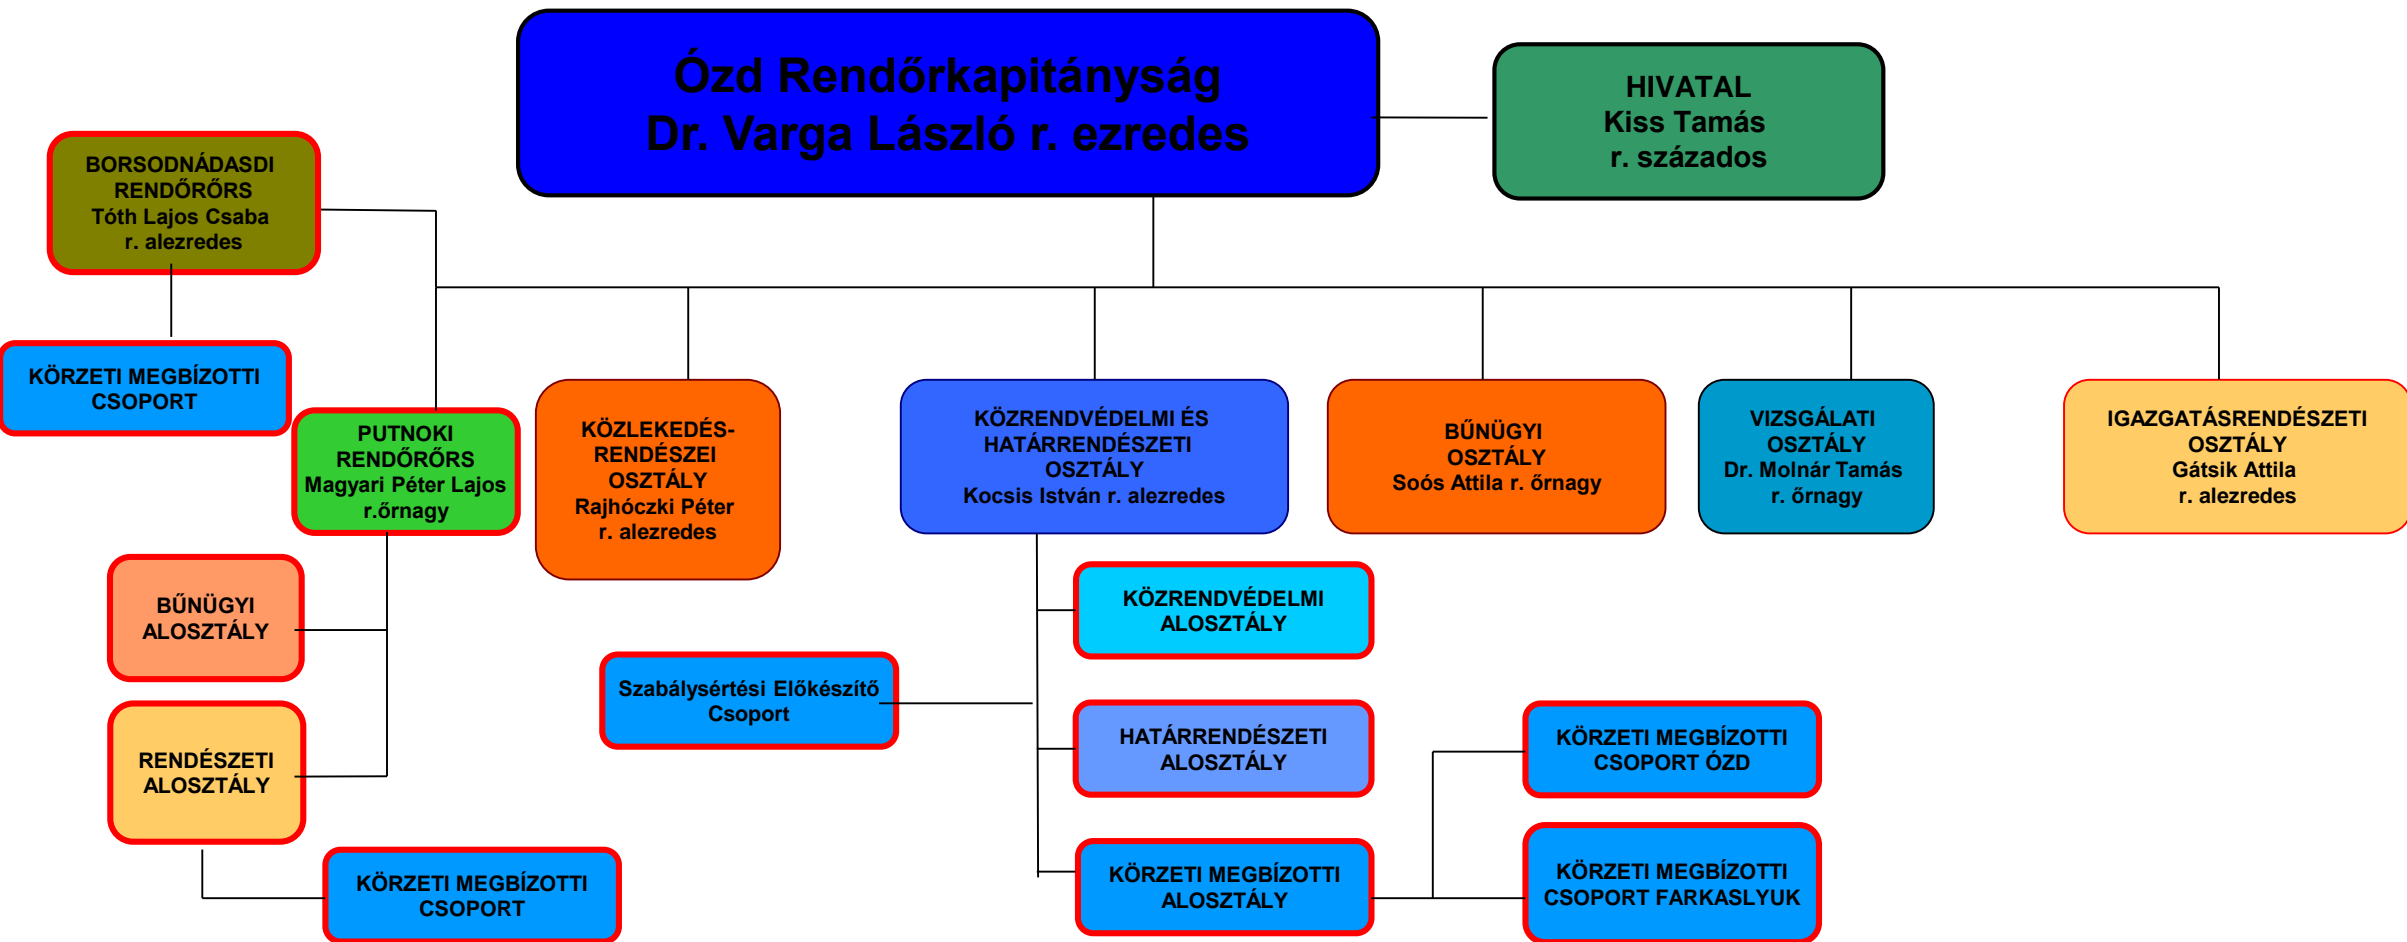 Ózd Rendőrkapitányság
Dr. Varga László r. ezredes
HIVATAL
Kiss Tamás
r. százados
BORSODNÁDASDI
RENDŐRŐRS
Tóth Lajos Csaba
r. alezredes
KÖRZETI MEGBÍZOTTI
CSOPORT
PUTNOKI
RENDŐRŐRS
Magyari Péter Lajos
r.őrnagy
KÖZLEKEDÉS-
RENDÉSZEI
OSZTÁLY
Rajhóczki Péter
r. alezredes
KÖZRENDVÉDELMI ÉS
HATÁRRENDÉSZETI
OSZTÁLY
Kocsis István r. alezredes
BŰNÜGYI
OSZTÁLY
Soós Attila r. őrnagy
VIZSGÁLATI
OSZTÁLY
Dr. Molnár Tamás
r. őrnagy
IGAZGATÁSRENDÉSZETI
OSZTÁLY
Gátsik Attila
r. alezredes
BŰNÜGYI
ALOSZTÁLY
RENDÉSZETI
ALOSZTÁLY
KÖRZETI MEGBÍZOTTI
CSOPORT
Szabálysértési Előkészítő
Csoport
KÖZRENDVÉDELMI
ALOSZTÁLY
HATÁRRENDÉSZETI
ALOSZTÁLY
KÖRZETI MEGBÍZOTTI
ALOSZTÁLY
KÖRZETI MEGBÍZOTTI
CSOPORT ÓZD
KÖRZETI MEGBÍZOTTI
CSOPORT FARKASLYUK